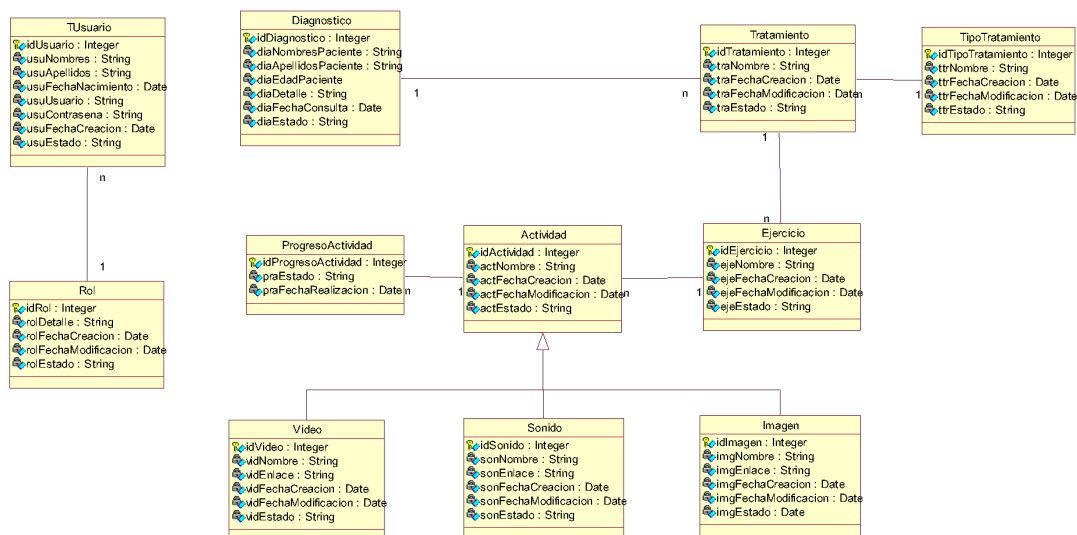 TUsuario
idUsuario : Integer
usuNombres : String
usuApellidos : String
usuFechaNacimiento : Date
usuUsuario : String
usuContrasena : String
usuFechaCreacion : Date
usuEstado : String
n
1
Rol
idRol : Integer
rolDetalle : String
rolFechaCreacion : Date
rolFechaModificacion : Date
rolEstado : String
Diagnostico
idDiagnostico : Integer
diaNombresPaciente : String
diaApellidosPaciente : String
diaEdadPaciente
diaDetalle : String
diaFechaConsulta : Date
diaEstado : String
1
n
Tratamiento
idTratamiento : Integer
traNombre : String
traFechaCreacion : Date
traFechaModificacion : Date
traEstado : String
n
1
TipoTratamiento
idTipoTratamiento : Integer
ttrNombre : String
ttrFechaCreacion : Date
ttrFechaModificacion : Date
ttrEstado : String
1
n
ProgresoActividad
idProgresoActividad : Integer
praEstado : String
praFechaRealizacion : Date
n
1
Actividad
idActividad : Integer
actNombre : String
actFechaCreacion : Date
actFechaModificacion : Date
actEstado : String
n
1
Ejercicio
idEjercicio : Integer
ejeNombre : String
ejeFechaCreacion : Date
ejeFechaModificacion : Date
ejeEstado : String
Video
idVideo : Integer
vidNombre : String
vidEnlace : String
vidFechaCreacion : Date
vidFechaModificacion : Date
vidEstado : String
Sonido
idSonido : Integer
sonNombre : String
sonEnlace : String
sonFechaCreacion : Date
sonFechaModificacion : Date
sonEstado : String
Imagen
idImagen : Integer
imgNombre : String
imgEnlace : String
imgFechaCreacion : Date
imgFechaModificacion : Date
imgEstado : Date